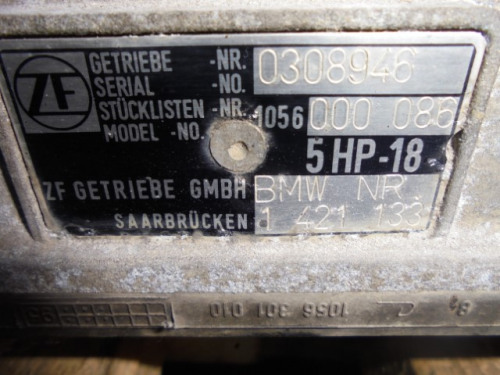 ZF
GETRIEBE -NR. 0308946
SERIAL -NO.
STÜCKLISTEN -NR. 1056 000 086
MODEL -NO.
5 HP-18
ZF GETRIEBE GMBH BMW NR
SAARBRÜCKEN 1 421 133
1056 301 010